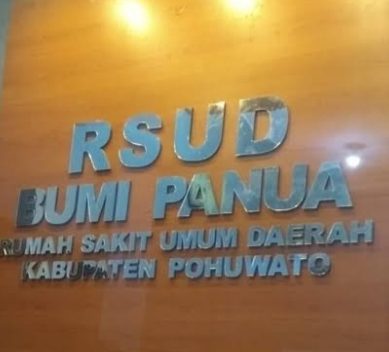 RSUD
BUMI PANUA
RUMAH SAKIT UMUM DAERAH
KABUPATEN POHUWATO